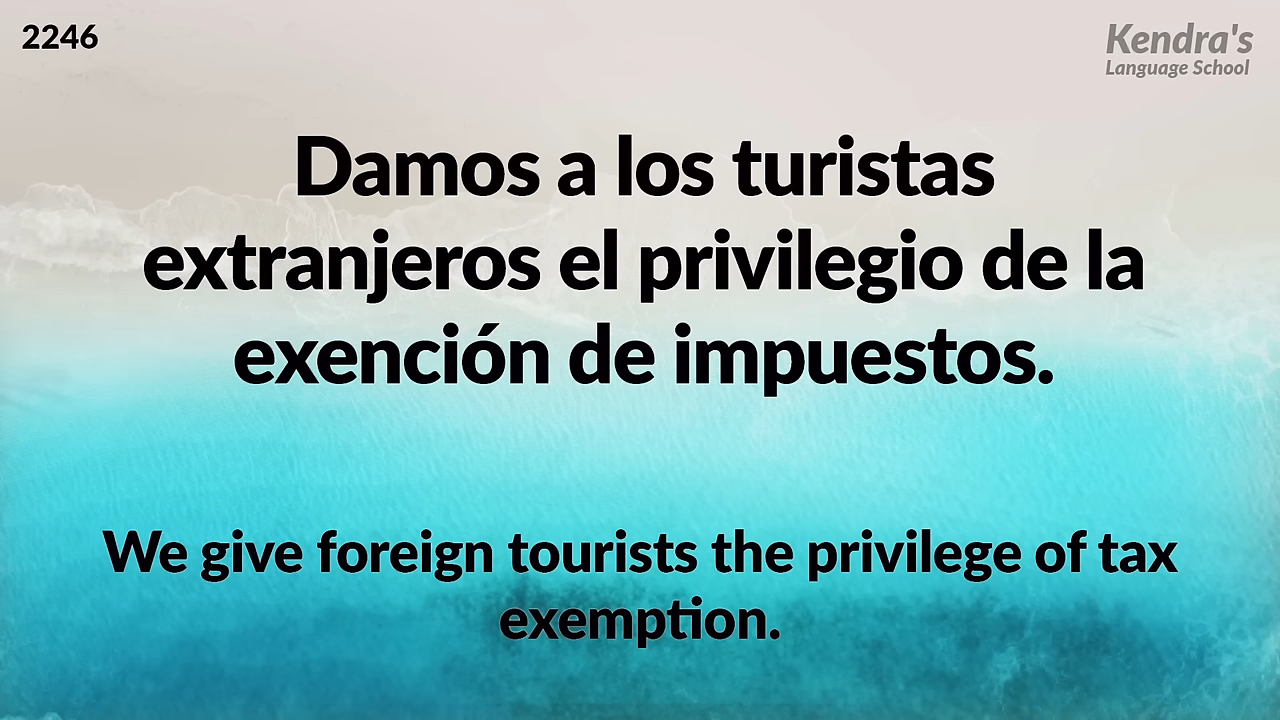 2246
Kendra's
Language School
Damos a los turistas
extranjeros el privilegio de la
exención de impuestos.
We give foreign tourists the privilege of tax
exemption.